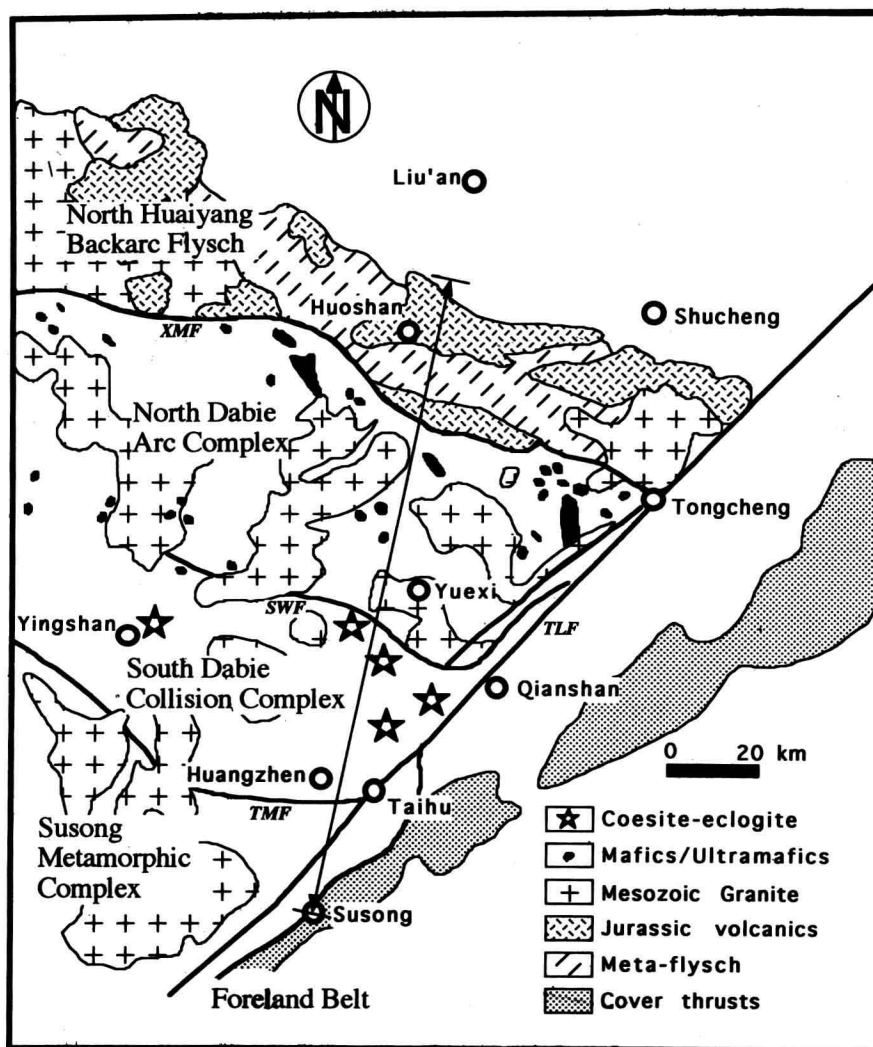 N
Liu'an
North Huaiyang
Backarc Flysch
Huoshan
Shucheng
XMF
North Dabie
Arc Complex
Tongcheng
Yuexi
SWF
TLF
Yingshan
South Dabie
Collision Complex
Qianshan
0 20 km
Huangzhen
Taihu
TMF
Susong
Metamorphic
Complex
Susong
Foreland Belt
Coesite-eclogite
Mafics/Ultramafics
Mesozoic Granite
Jurassic volcanics
Meta-flysch
Cover thrusts